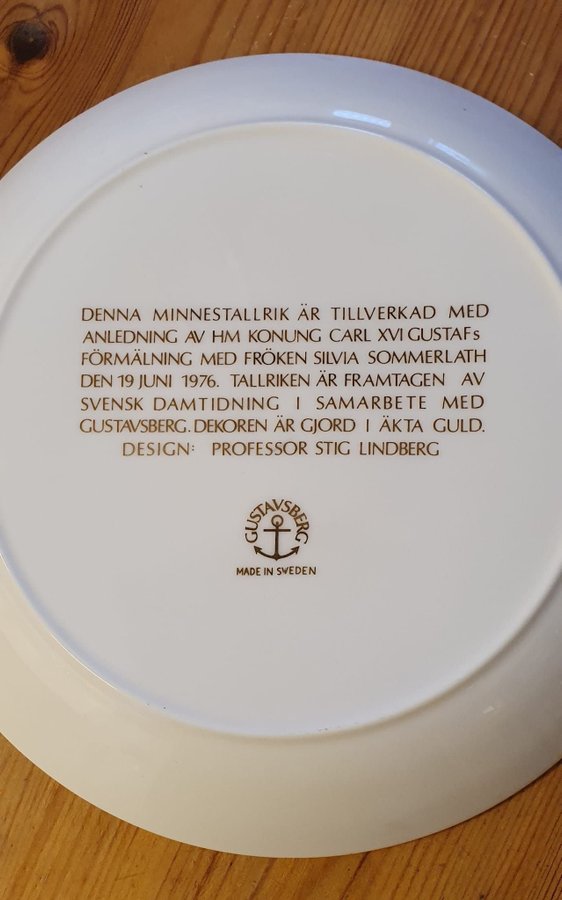 DENNA MINNESTALLRIK ÄR TILLVERKAD MED
ANLEDNING AV HM KONUNG CARL XVI GUSTAFs
FÖRMÄLNING MED FRÖKEN SILVIA SOMMERLATH
DEN 19 JUNI 1976. TALLRIKEN ÄR FRAMTAGEN AV
SVENSK DAMTIDNING I SAMARBETE MED
GUSTAVSBERG. DEKOREN ÄR GJORD I ÄKTA GULD.
DESIGN: PROFESSOR STIG LINDBERG
GUSTAVSBERG
MADE IN SWEDEN